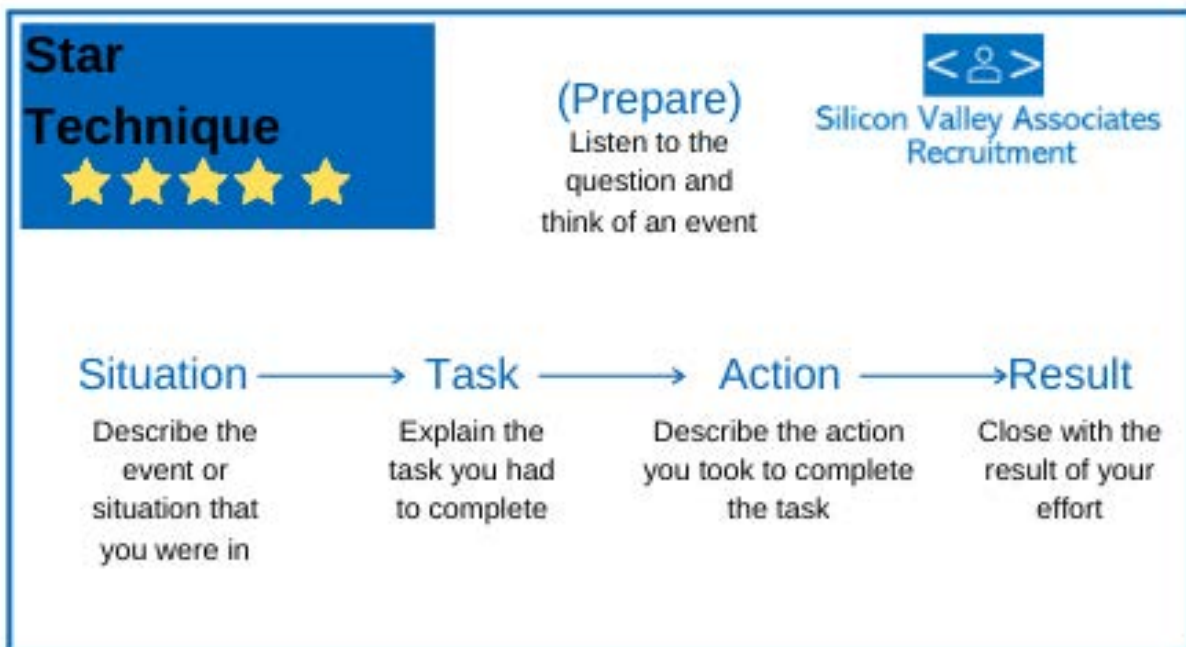 Star
Technique
(Prepare)
Listen to the
question and
think of an event
< >
Silicon Valley Associates
Recruitment
Situation
Describe the
event or
situation that
you were in
Task
Explain the
task you had
to complete
Action
Describe the action
you took to complete
the task
Result
Close with the
result of your
effort